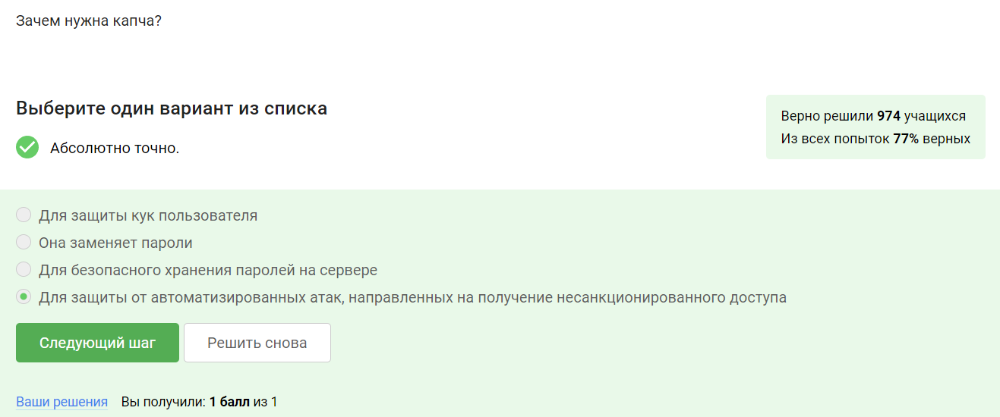 Зачем нужна капча?
Выберите один вариант из списка
Абсолютно точно.
Верно решили 974 учащихся
Из всех попыток 77% верных
Для защиты кук пользователя
Она заменяет пароли
Для безопасного хранения паролей на сервере
Для защиты от автоматизированных атак, направленных на получение несанкционированного доступа
Следующий шаг
Решить снова
Ваши решения Вы получили: 1 балл из 1